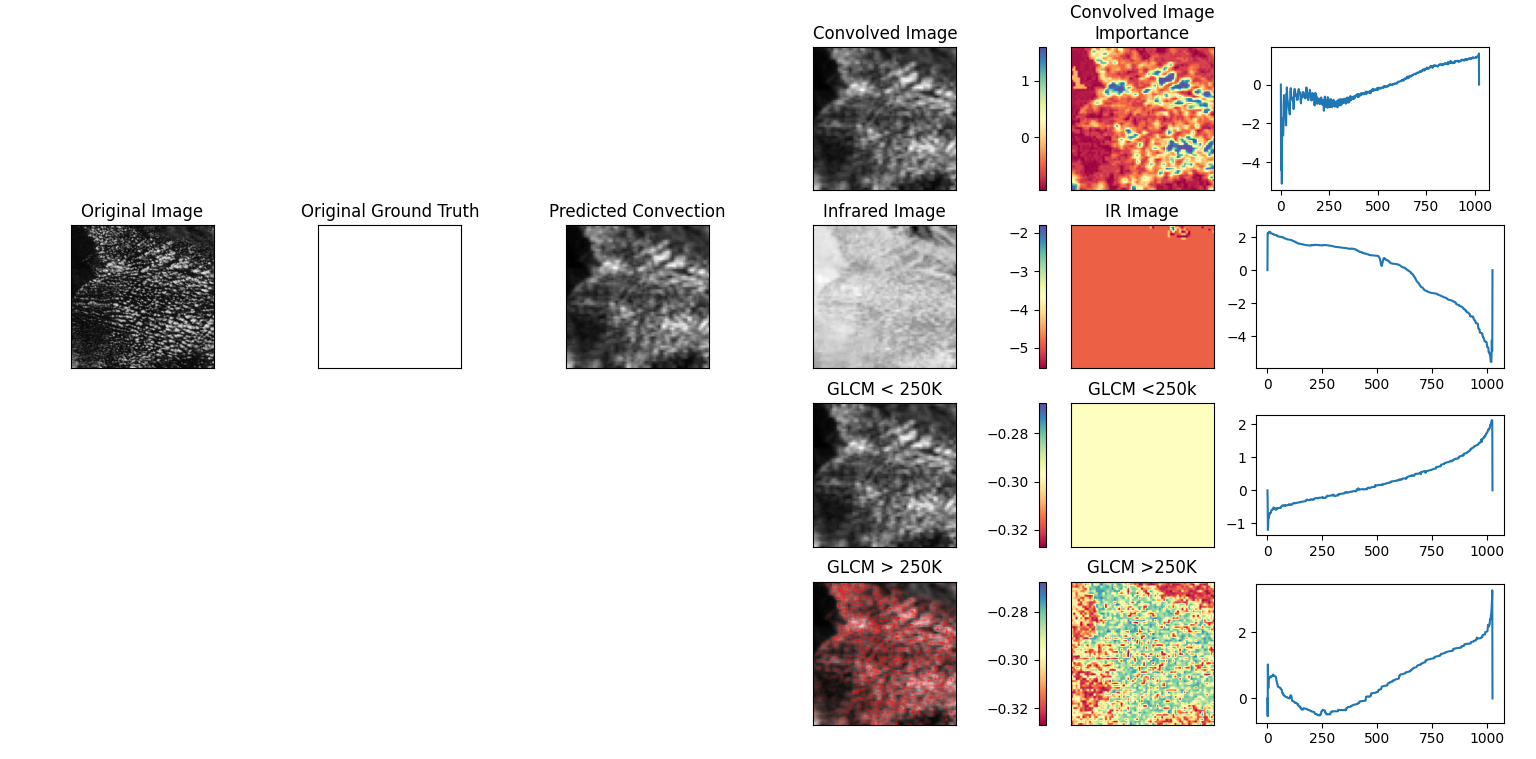 Convolved Image
Convolved Image
Importance
1
0
0
−2
−4
0 250 500 750 1000
Original Image
Original Ground Truth
Predicted Convection
Infrared Image
IR Image
−2
−3
−4
−5
2
0
−2
−4
0 250 500 750 1000
GLCM < 250K
GLCM <250k
−0.28
−0.30
−0.32
2
1
0
−1
0 250 500 750 1000
GLCM > 250K
GLCM >250K
−0.28
−0.30
−0.32
2
0
0 250 500 750 1000